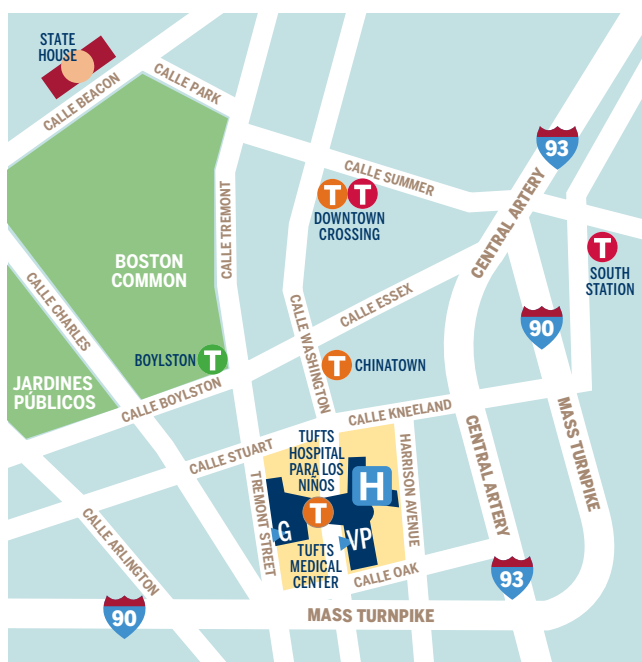 STATE
HOUSE
CALLE BEACON
CALLE PARK
93
CALLE SUMMER
T T
DOWNTOWN
CROSSING
CALLE TREMONT
CENTRAL ARTERY
T
SOUTH
STATION
BOSTON
COMMON
CALLE CHARLES
CALLE ESSEX
CALLE WASHINGTON
90
BOYLSTON T
T CHINATOWN
JARDINES
PÚBLICOS
CALLE BOYLSTON
CALLE KNEELAND
MASS TURNPIKE
CALLE STUART
TUFTS
HOSPITAL
PARA LOS
NIÑOS
HARRISON AVENUE
CENTRAL ARTERY
TREMONT STREET
H
T
G
VP
TUFTS
MEDICAL
CENTER
CALLE OAK
CALLE ARLINGTON
93
90
MASS TURNPIKE